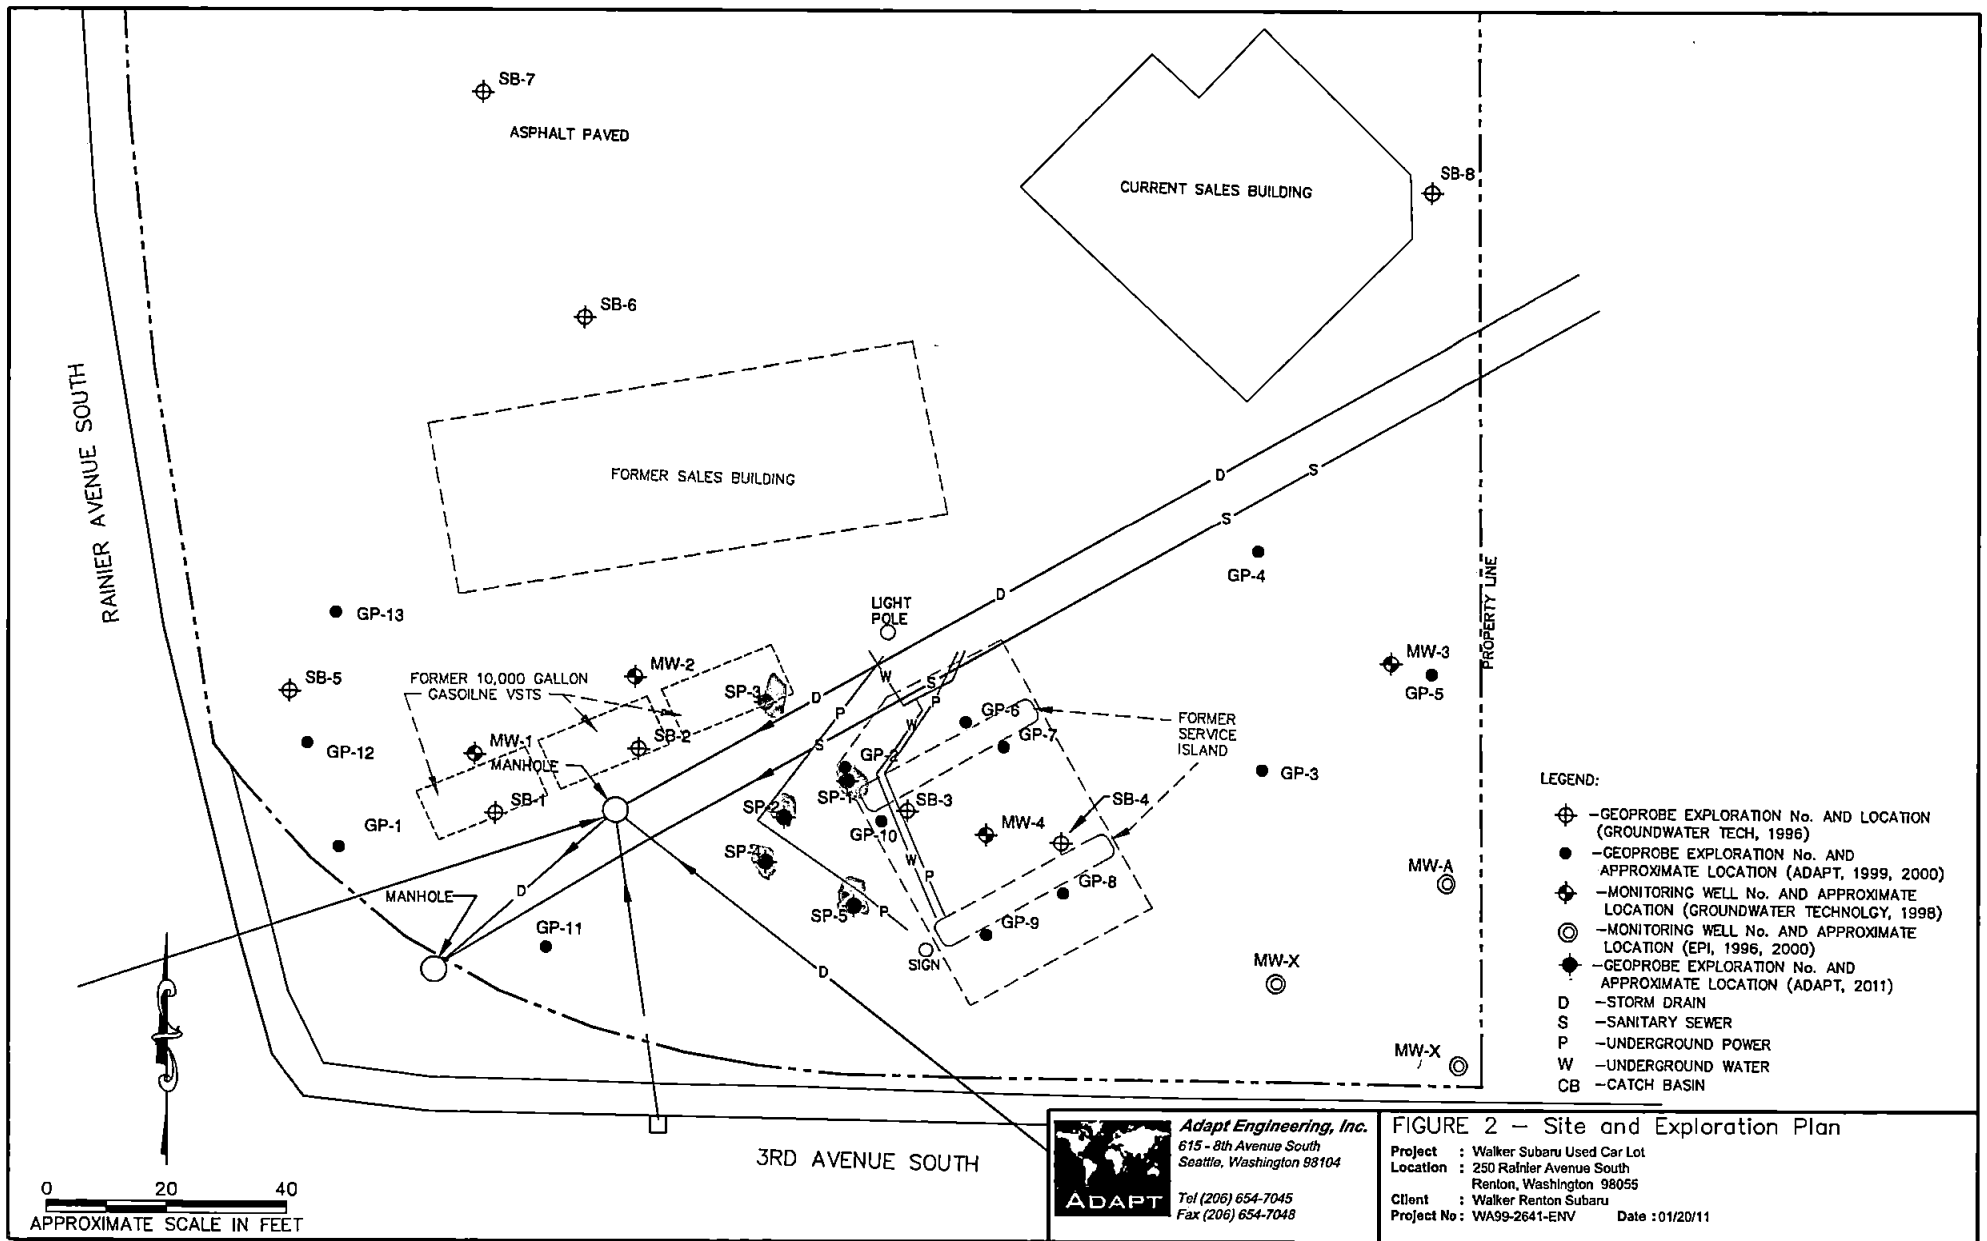 SB-7
ASPHALT PAVED
CURRENT SALES BUILDING
SB-8
SB-6
RAINIER AVENUE SOUTH
FORMER SALES BUILDING
D
S
S
GP-4
PROPERTY LINE
D
LIGHT
POLE
GP-13
MW-2
MW-3
GP-5
SB-5
FORMER 10,000 GALLON
GASOILNE VSTS
SP-3
D
W
S
P
P
W
GP-6
GP-7
FORMER
SERVICE
ISLAND
GP-12
MW-1
SB-2
S
GP-2
GP-3
MANHOLE
SP-1
SB-3
SB-4
SB-1
SP-2
GP-10
MW-4
GP-1
SP-4
W
P
MW-A
D
MANHOLE
GP-8
SP-5
P
GP-9
GP-11
SIGN
D
MW-X
MW-X
LEGEND:
-GEOPROBE EXPLORATION No. AND LOCATION
(GROUNDWATER TECH, 1996)
-GEOPROBE EXPLORATION No. AND
APPROXIMATE LOCATION (ADAPT, 1999, 2000)
-MONITORING WELL No. AND APPROXIMATE
LOCATION (GROUNDWATER TECHNOLGY, 1998)
-MONITORING WELL No. AND APPROXIMATE
LOCATION (EPI, 1996, 2000)
-GEOPROBE EXPLORATION No. AND
APPROXIMATE LOCATION (ADAPT, 2011)
D -STORM DRAIN
S -SANITARY SEWER
P -UNDERGROUND POWER
W -UNDERGROUND WATER
CB -CATCH BASIN
3RD AVENUE SOUTH
0 20 40
APPROXIMATE SCALE IN FEET
ADAPT
Adapt Engineering, Inc.
615 - 8th Avenue South
Seattle, Washington 98104
Tel (206) 654-7045
Fax (206) 654-7048
FIGURE 2 - Site and Exploration Plan
Project : Walker Subaru Used Car Lot
Location : 250 Rainier Avenue South
Renton, Washington 98055
Client : Walker Renton Subaru
Project No : WA99-2641-ENV Date : 01/20/11